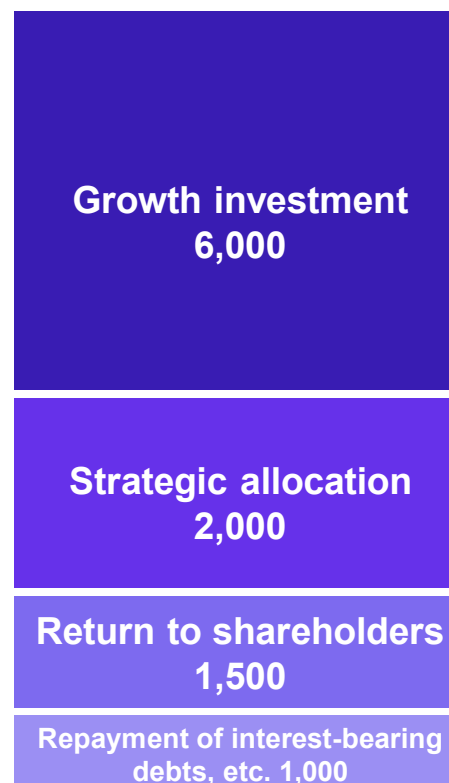 Growth investment
6,000
Strategic allocation
2,000
Return to shareholders
1,500
Repayment of interest-bearing
debts, etc. 1,000